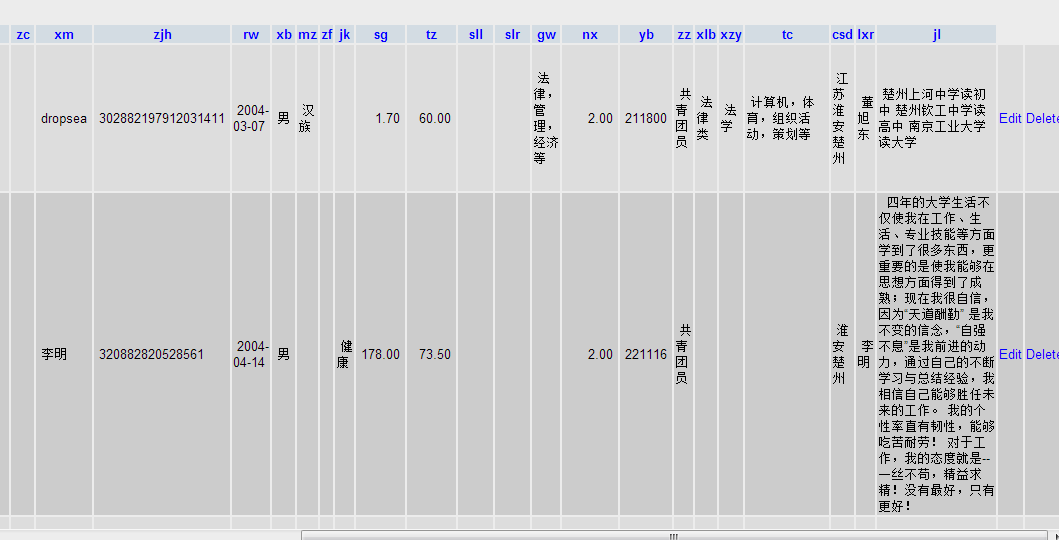 zc xm zjh rw xb mz zf jk sg tz sll slr gw nx yb zz xlb xzy tc csd lxr jl
dropsea
302882197912031411
2004-
03-07
男
汉
族
1.70
60.00
法
律，
管
理，
经济
等
2.00
211800
共
青
团
员
法
律
类
法
学
计算机，体
育，组织活
动，策划等
江
苏
淮
安
楚
州
董
旭
东
楚州上河中学读初
中 楚州钦工中学读
高中 南京工业大学
读大学
Edit
Delete
李明
320882820528561
2004-
04-14
男
健
康
178.00
73.50
2.00
221116
共
青
团
员
淮
安
楚
州
李
明
四年的大学生活不
仅使我在工作、生
活、专业技能等方面
学到了很多东西，更
重要的是使我能够在
思想方面得到了成
熟；现在我很自信，
因为“天道酬勤” 是我
不变的信念，“自强
不息”是我前进的动
力，通过自己的不断
学习与总结经验，我
相信自己能够胜任未
来的工作。 我的个
性率直有韧性，能够
吃苦耐劳！ 对于工
作，我的态度就是--
一丝不苟，精益求
精！没有最好，只有
更好！
Edit
Delete